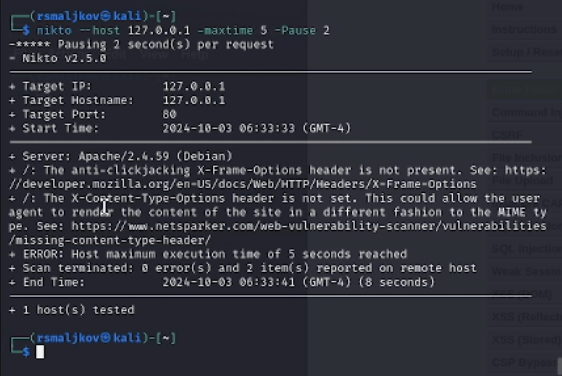 ┌──(rsmaljkov㉿kali)-[~]
└─$ nikto --host 127.0.0.1 -maxtime 5 -Pause 2
-***** Pausing 2 second(s) per request
- Nikto v2.5.0
+ Target IP: 127.0.0.1
+ Target Hostname: 127.0.0.1
+ Target Port: 80
+ Start Time: 2024-10-03 06:33:33 (GMT-4)
+ Server: Apache/2.4.59 (Debian)
+ /: The anti-clickjacking X-Frame-Options header is not present. See: https:
//developer.mozilla.org/en-US/docs/Web/HTTP/Headers/X-Frame-Options
+ /: The X-Content-Type-Options header is not set. This could allow the user
agent to render the content of the site in a different fashion to the MIME ty
pe. See: https://www.netsparker.com/web-vulnerability-scanner/vulnerabilities
/missing-content-type-header/
+ ERROR: Host maximum execution time of 5 seconds reached
+ Scan terminated: 0 error(s) and 2 item(s) reported on remote host
+ End Time: 2024-10-03 06:33:41 (GMT-4) (8 seconds)
+ 1 host(s) tested
┌──(rsmaljkov㉿kali)-[~]
└─$
Home
Instructions
Setup / Rese
CSRF
File Inclusion
File Upload
SQL Injection
XSS (DOM)
XSS (Reflect
XSS (Stored)
CSP Bypass